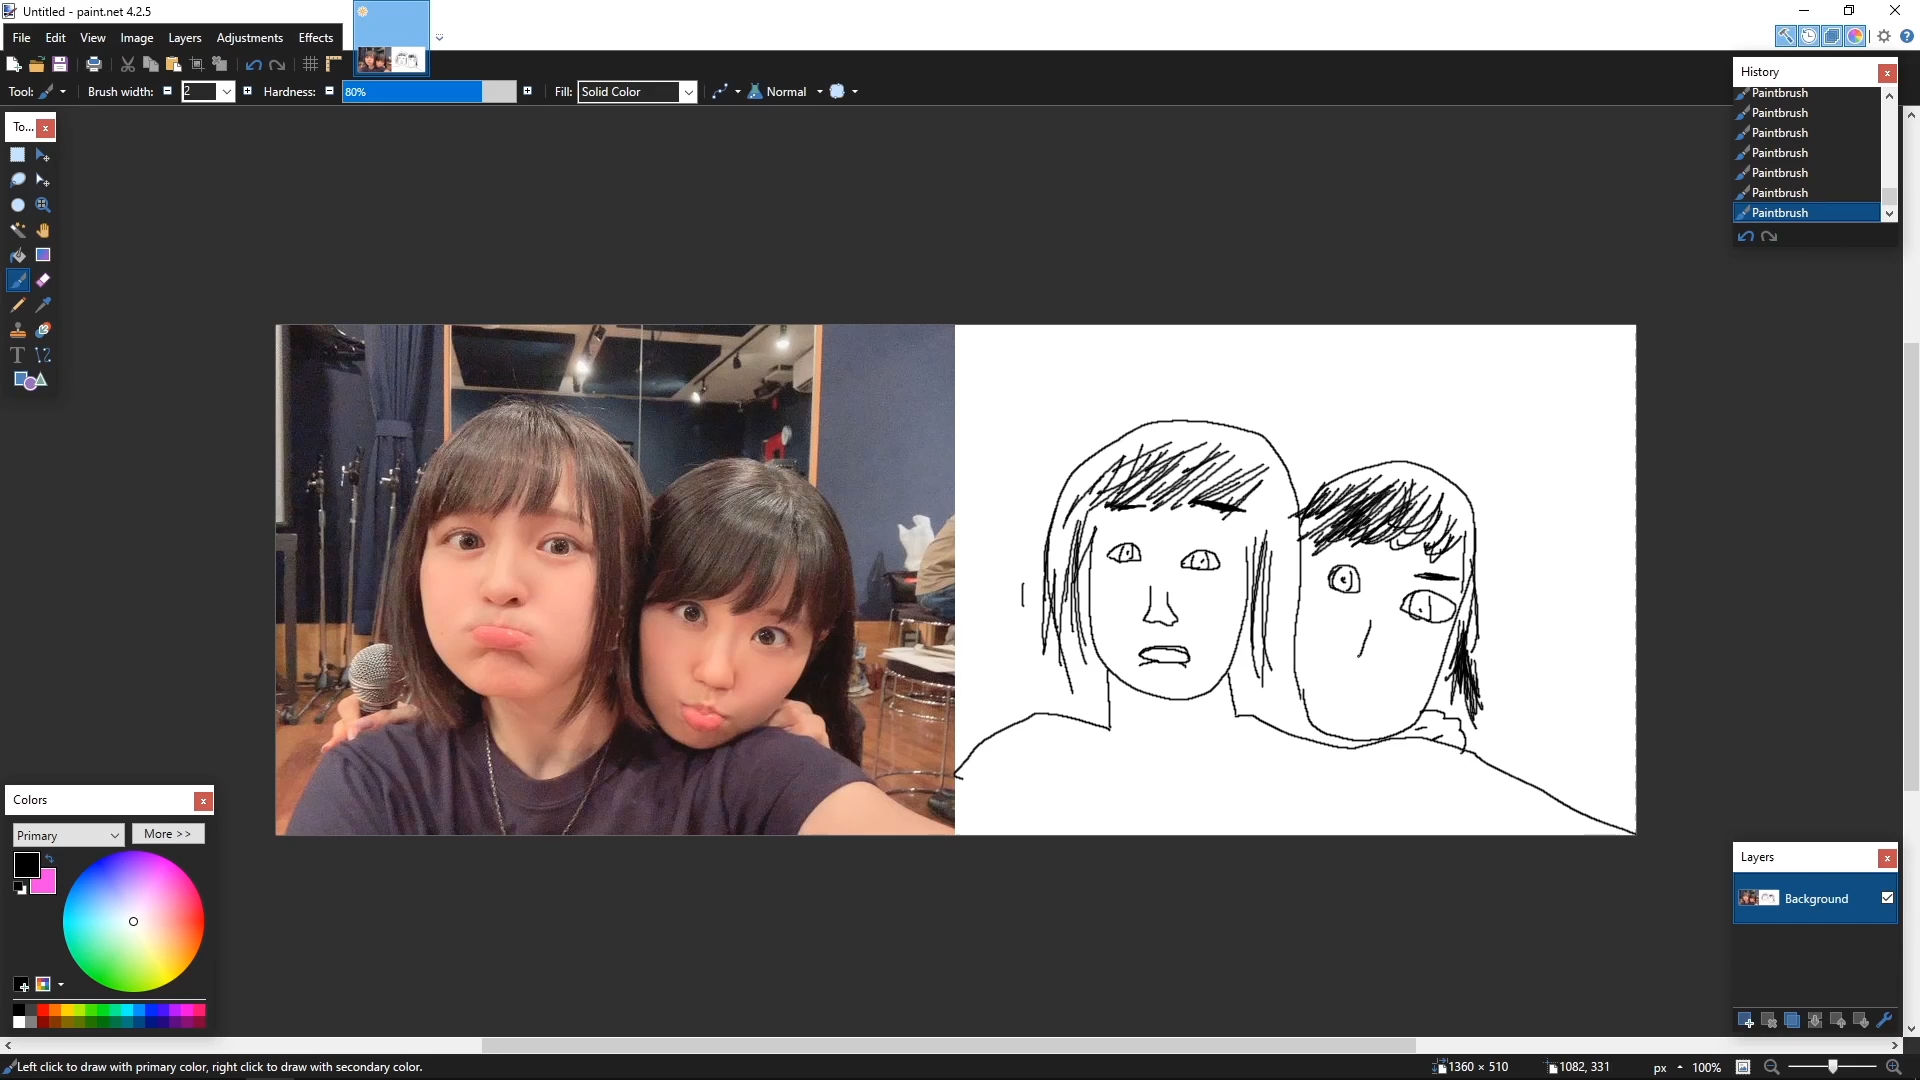 Untitled - paint.net 4.2.5
File Edit View Image Layers Adjustments Effects
Tool: Brush width: 2 Hardness: 80% Fill: Solid Color Normal
To...
History
Paintbrush
Paintbrush
Paintbrush
Paintbrush
Paintbrush
Paintbrush
Paintbrush
Colors
Primary More >>
Layers
Background
Left click to draw with primary color, right click to draw with secondary color. 1360 × 510 1082, 331 px 100%